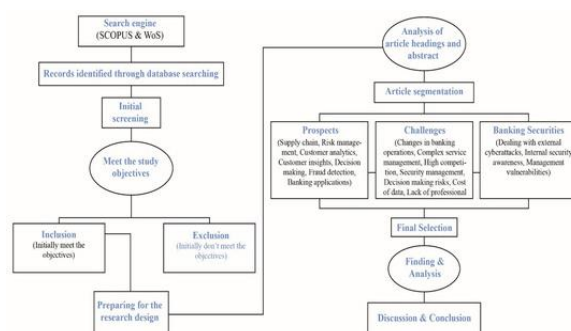 Search engine
(SCOPUS & WoS)
Records identified through database searching
Initial
screening
Meet the study
objectives
Inclusion
(Initially meet the
objectives)
Exclusion
(Initially don't meet the
objectives)
Preparing for the
research design
Analysis of
article headings and
abstract
Article segmentation
Prospects
(Supply chain, Risk manage-
ment, Customer analytics,
Customer insights, Decision
making, Fraud detection,
Banking applications)
Challenges
(Changes in banking
operations, Complex service
management, High competi-
tion, Security management,
Decision making risks, Cost
of data, Lack of professional
Banking Securities
(Dealing with external
cyberattacks, Internal security
awareness, Management
vulnerabilities)
Final Selection
Finding &
Analysis
Discussion & Conclusion